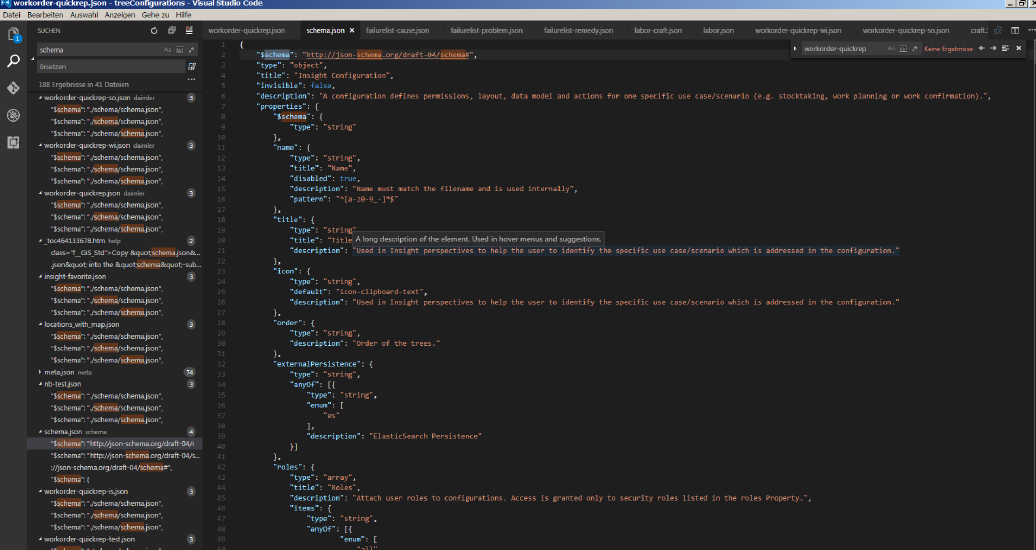 workorder-quickrep.json - treeConfigurations - Visual Studio Code
Datei Bearbeiten Auswahl Anzeigen Gehe zu Hilfe
SUCHEN
schema
Ersetzen
188 Ergebnisse in 41 Dateien
workorder-quickrep-so.json daimler 3
"$schema": "./schema/schema.json",
"$schema": "./schema/schema.json",
"$schema": "./schema/schema.json",
workorder-quickrep-wi.json daimler 3
"$schema": "./schema/schema.json",
"$schema": "./schema/schema.json",
"$schema": "./schema/schema.json",
workorder-quickrep.json daimler 3
"$schema": "./schema/schema.json",
"$schema": "./schema/schema.json",
"$schema": "./schema/schema.json",
_toc464133678.htm help 2
class="f__Gi5_Std">Copy &quot;schema.json&...
.json&quot; into the &quot;schema&quot;-sub...
insight-favorite.json 3
"$schema": "./schema/schema.json",
"$schema": "./schema/schema.json",
"$schema": "./schema/schema.json",
locations_with_map.json 3
"$schema": "./schema/schema.json",
"$schema": "./schema/schema.json",
"$schema": "./schema/schema.json",
meta.json meta 74
nb-test.json 3
"$schema": "./schema/schema.json",
"$schema": "./schema/schema.json",
"$schema": "./schema/schema.json",
schema.json schema 4
"$schema": "http://json-schema.org/draft-04/
"$schema": "http://json-schema.org/draft-04/s...
://json-schema.org/draft-04/schema#",
"$schema": {
workorder-quickrep-is.json 3
"$schema": "./schema/schema.json",
"$schema": "./schema/schema.json",
"$schema": "./schema/schema.json",
workorder-quickrep-test.json 3
workorder-quickrep.json schema.json failurelist-cause.json failurelist-problem.json failurelist-remedy.json labor-craft.json labor.json workorder-quickrep-wi.json workorder-quickrep-so.json craft.
workorder-quickrep Keine Ergebnisse
1 {
2 "$schema": "http://json-schema.org/draft-04/schema#",
3 "type": "object",
4 "title": "Insight Configuration",
5 "invisible": false,
6 "description": "A configuration defines permissions, layout, data model and actions for one specific use case/scenario (e.g. stocktaking, work planning or work confirmation).",
7 "properties": {
8 "$schema": {
9 "type": "string"
10 },
11 "name": {
12 "type": "string",
13 "title": "Name",
14 "disabled": true,
15 "description": "Name must match the filename and is used internally",
16 "pattern": "^[a-z0-9_-]*$"
17 },
18 "title": {
19 "type": "string",
20 "title": "Title
A long description of the element. Used in hover menus and suggestions.
21 "description": "Used in Insight perspectives to help the user to identify the specific use case/scenario which is addressed in the configuration."
22 },
23 "icon": {
24 "type": "string",
25 "default": "icon-clipboard-text",
26 "description": "Used in Insight perspectives to help the user to identify the specific use case/scenario which is addressed in the configuration."
27 },
28 "order": {
29 "type": "string",
30 "description": "Order of the trees."
31 },
32 "externalPersistence": {
33 "type": "string",
34 "anyOf": [{
35 "type": "string",
36 "enum": [
37 "es"
38 ],
39 "description": "ElasticSearch Persistence"
40 }]
41 },
42 "roles": {
43 "type": "array",
44 "title": "Roles",
45 "description": "Attach user roles to configurations. Access is granted only to security roles listed in the roles Property.",
46 "items": {
47 "type": "string",
48 "anyOf": [{
49 "enum": [
"all"